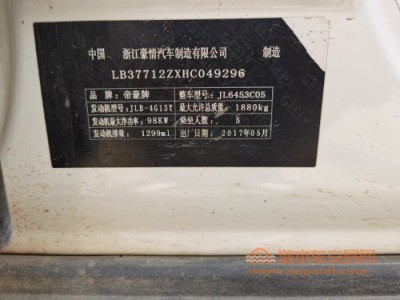 中国 浙江豪情汽车制造有限公司 制造
LB37712ZXHC049296
品牌：帝豪牌 整车型号：JL6453C05
发动机型号：JLB-4G13T 最大允许总质量：1880kg
发动机最大净功率：98KW 乘坐人数：5
发动机排量：1299ml 出厂日期：2017年05月